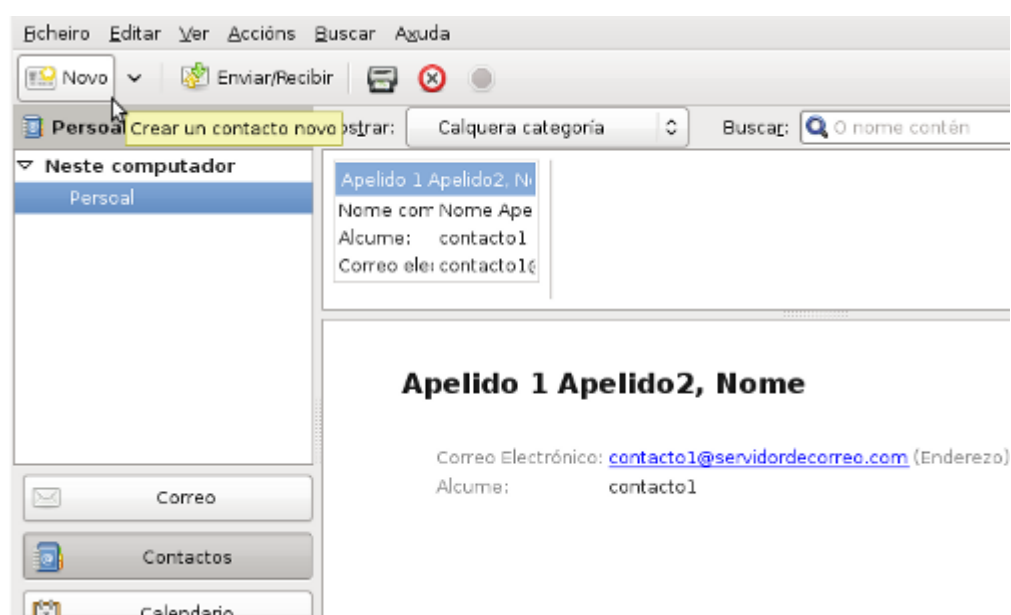 Ficheiro Editar Ver Accións Buscar Axuda
Novo Enviar/Recibir
Persoal Crear un contacto novo ostrar: Calquera categoría Buscar: O nome contén
Neste computador
Persoal
Apelido 1 Apelido2, N
Nome com Nome Ape
Alcume: contacto1
Correo ele contacto1@
Apelido 1 Apelido2, Nome
Correo Electrónico: contacto1@servidordecorreo.com (Enderezo)
Alcume: contacto1
Correo
Contactos
Calendario